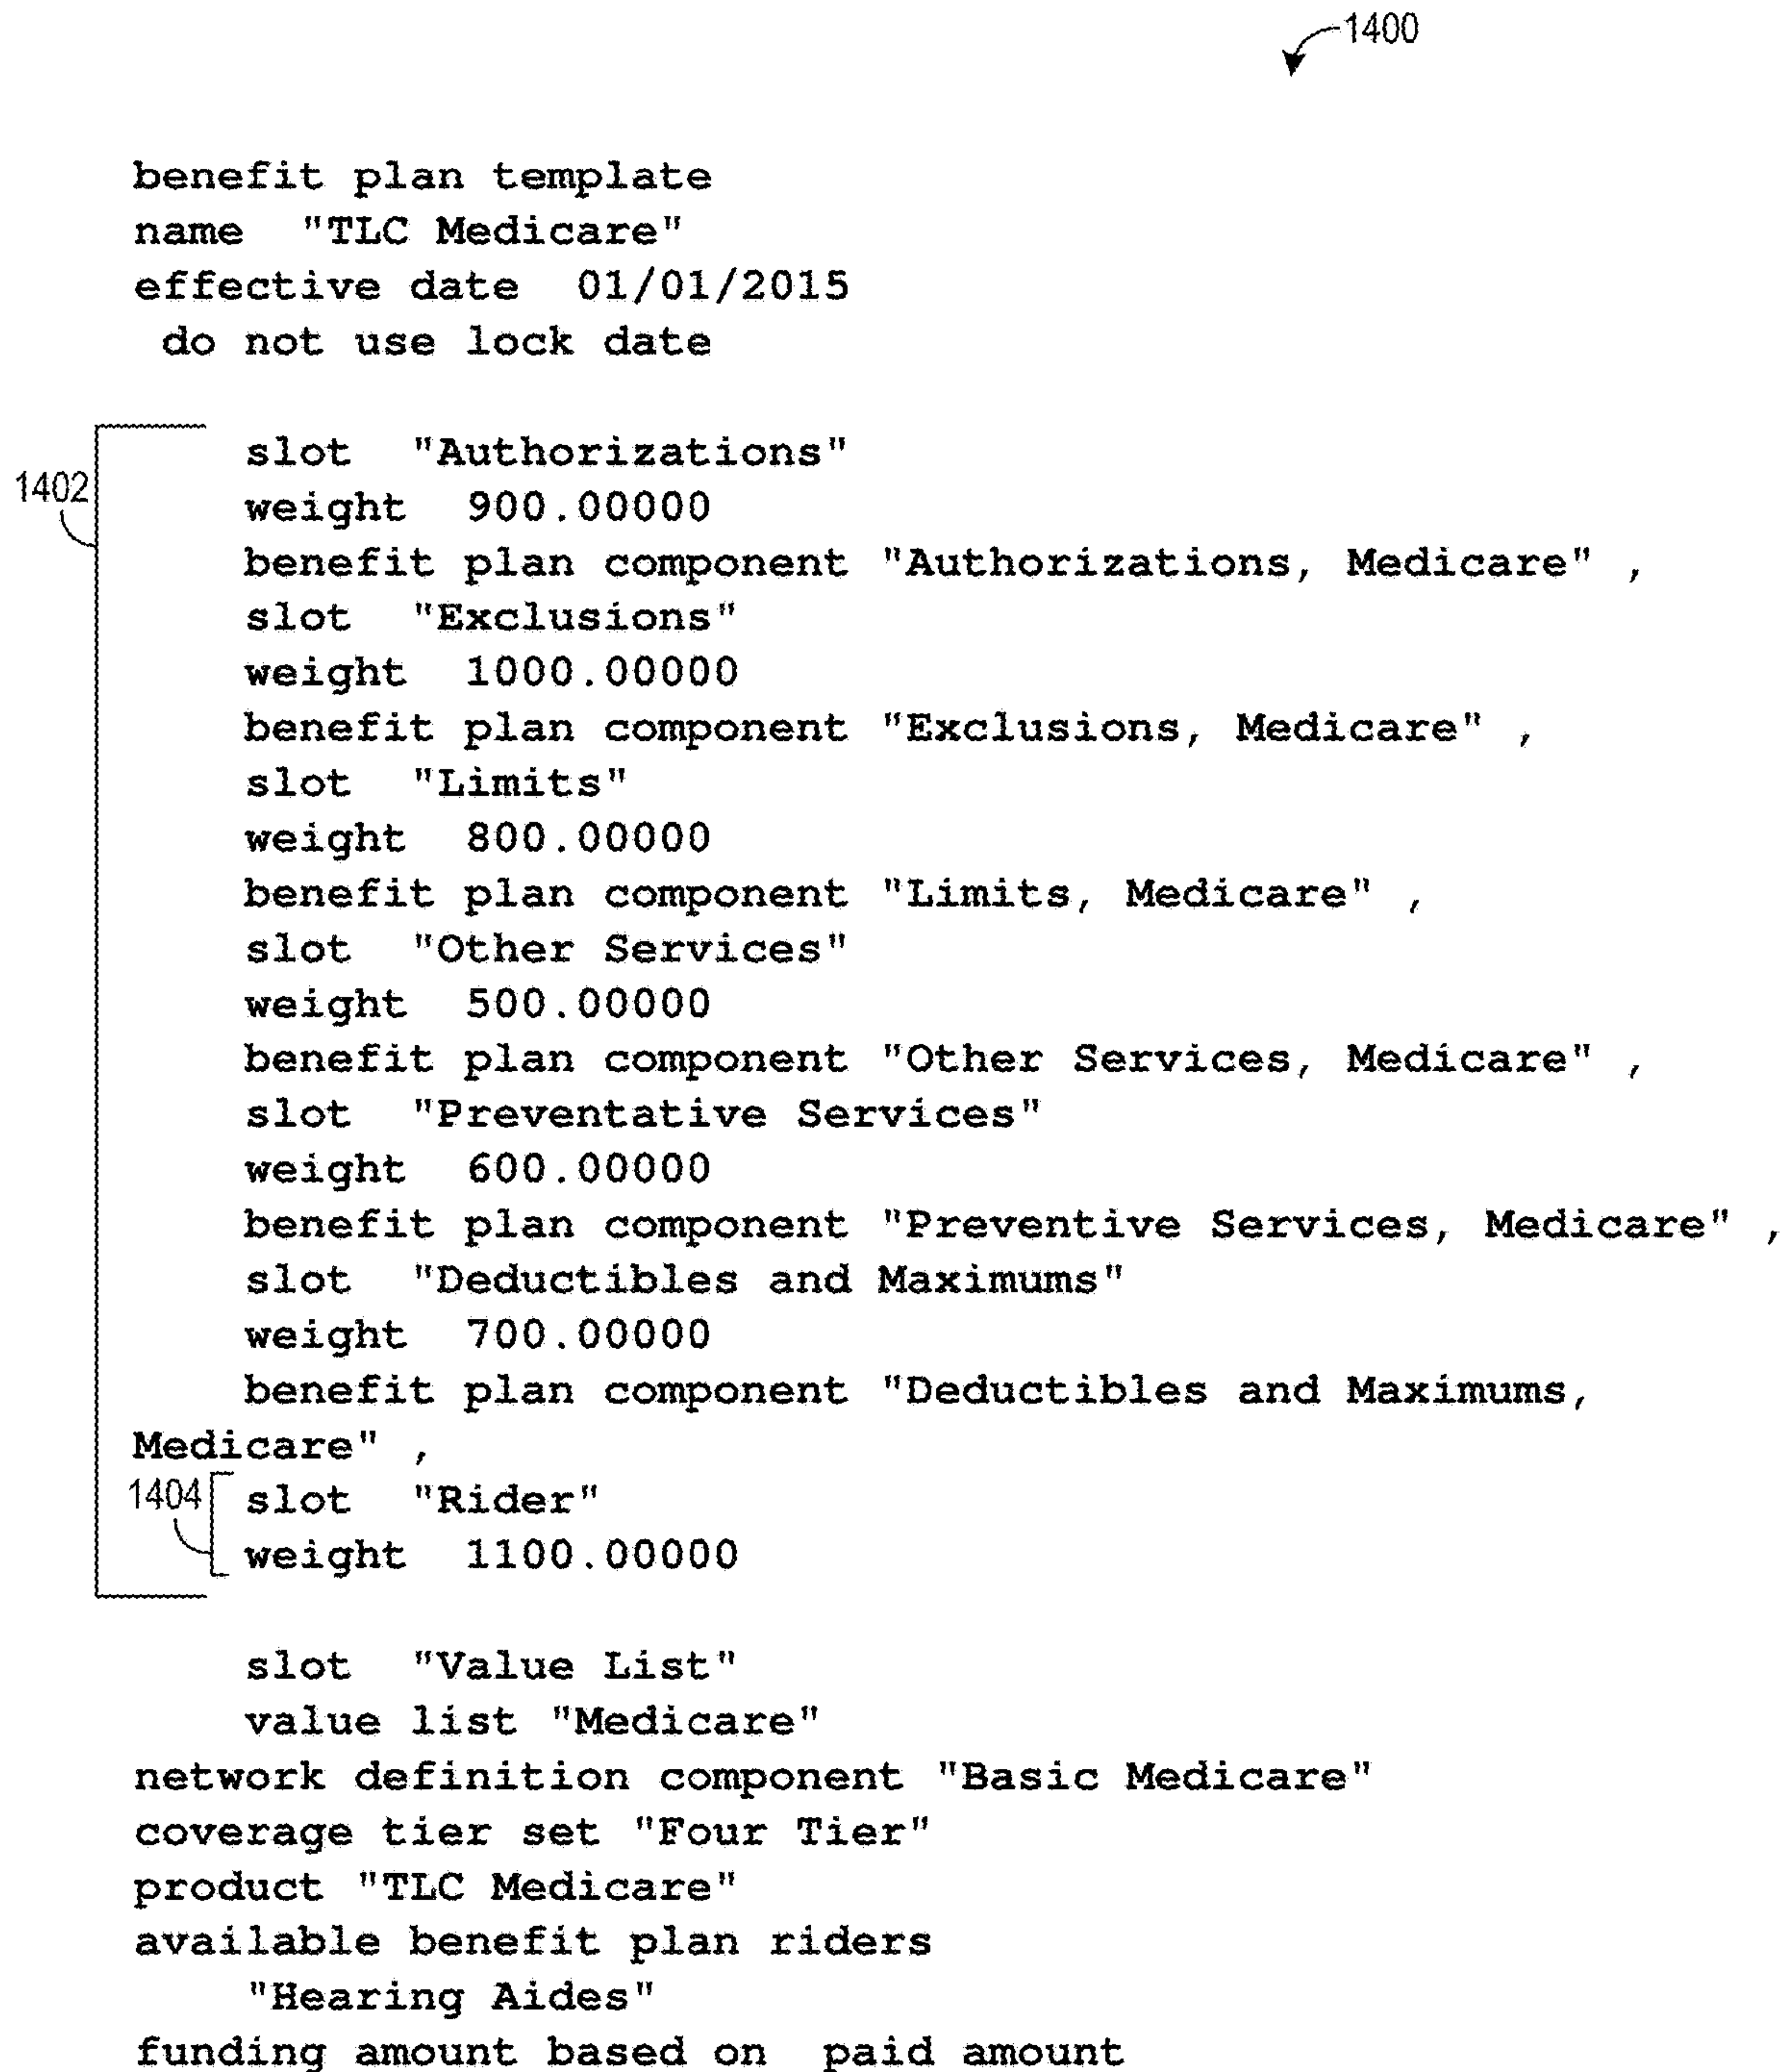 1400
benefit plan template
name "TLC Medicare"
effective date 01/01/2015
do not use lock date
1402
slot "Authorizations"
weight 900.00000
benefit plan component "Authorizations, Medicare" ,
slot "Exclusions"
weight 1000.00000
benefit plan component "Exclusions, Medicare" ,
slot "Limits"
weight 800.00000
benefit plan component "Limits, Medicare" ,
slot "Other Services"
weight 500.00000
benefit plan component "Other Services, Medicare" ,
slot "Preventative Services"
weight 600.00000
benefit plan component "Preventive Services, Medicare" ,
slot "Deductibles and Maximums"
weight 700.00000
benefit plan component "Deductibles and Maximums,
Medicare" ,
1404
slot "Rider"
weight 1100.00000
slot "Value List"
value list "Medicare"
network definition component "Basic Medicare"
coverage tier set "Four Tier"
product "TLC Medicare"
available benefit plan riders
"Hearing Aides"
funding amount based on paid amount